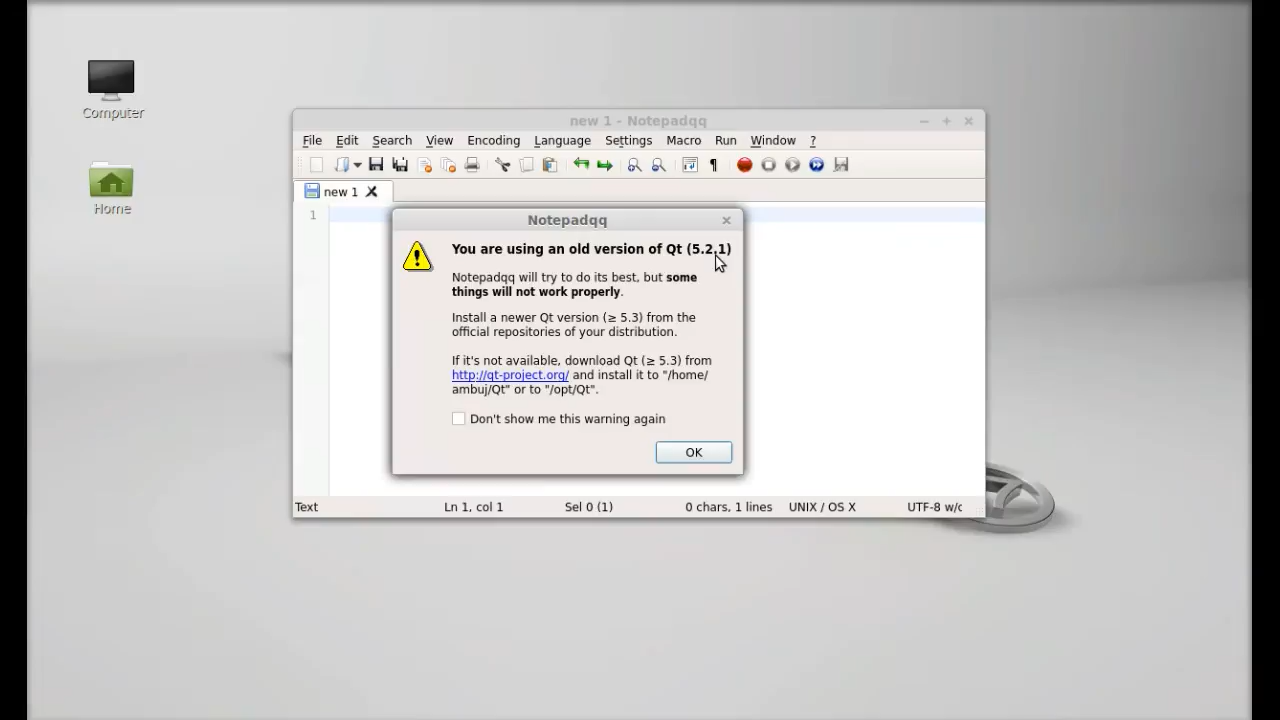 Computer
Home
new 1 - Notepadqq
File Edit Search View Encoding Language Settings Macro Run Window ?
new 1
1
Notepadqq
You are using an old version of Qt (5.2.1)
Notepadqq will try to do its best, but some
things will not work properly.
Install a newer Qt version (≥ 5.3) from the
official repositories of your distribution.
If it's not available, download Qt (≥ 5.3) from
http://qt-project.org/ and install it to "/home/
ambuj/Qt" or to "/opt/Qt".
Don't show me this warning again
OK
Text Ln 1, col 1 Sel 0 (1) 0 chars, 1 lines UNIX / OS X UTF-8 w/c